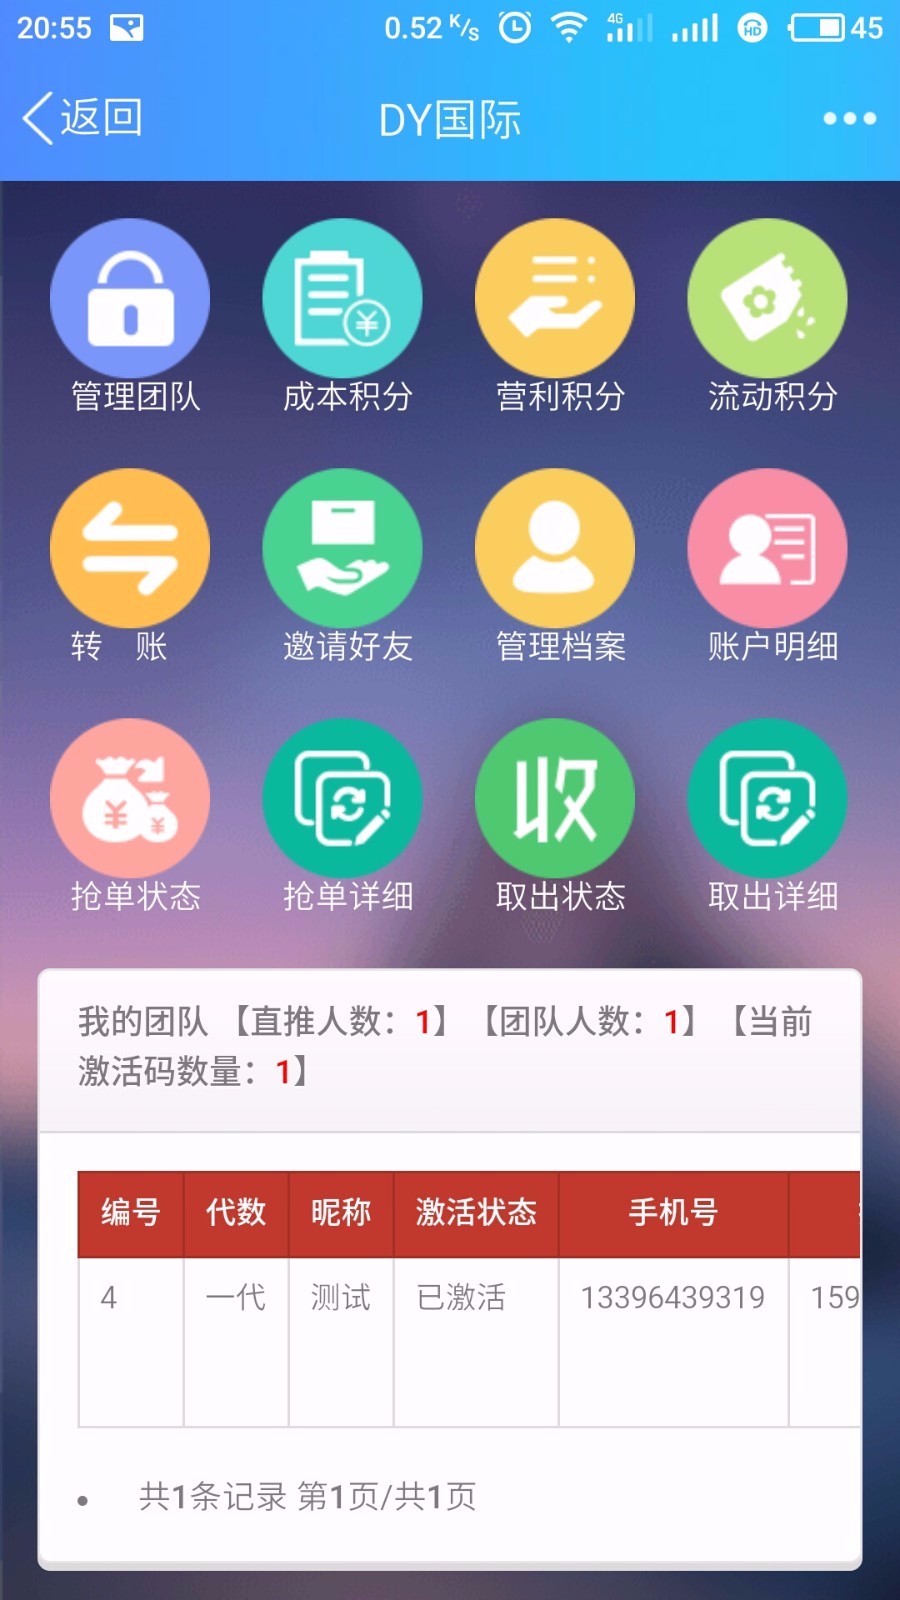 20:55 0.52 K/s 4G HD 45
返回 DY国际
管理团队 成本积分 营利积分 流动积分
转 账 邀请好友 管理档案 账户明细
收
抢单状态 抢单详细 取出状态 取出详细
我的团队 【直推人数：1】 【团队人数：1】 【当前
激活码数量：1】
编号 代数 昵称 激活状态 手机号
4 一代 测试 已激活 13396439319 159
• 共1条记录 第1页/共1页